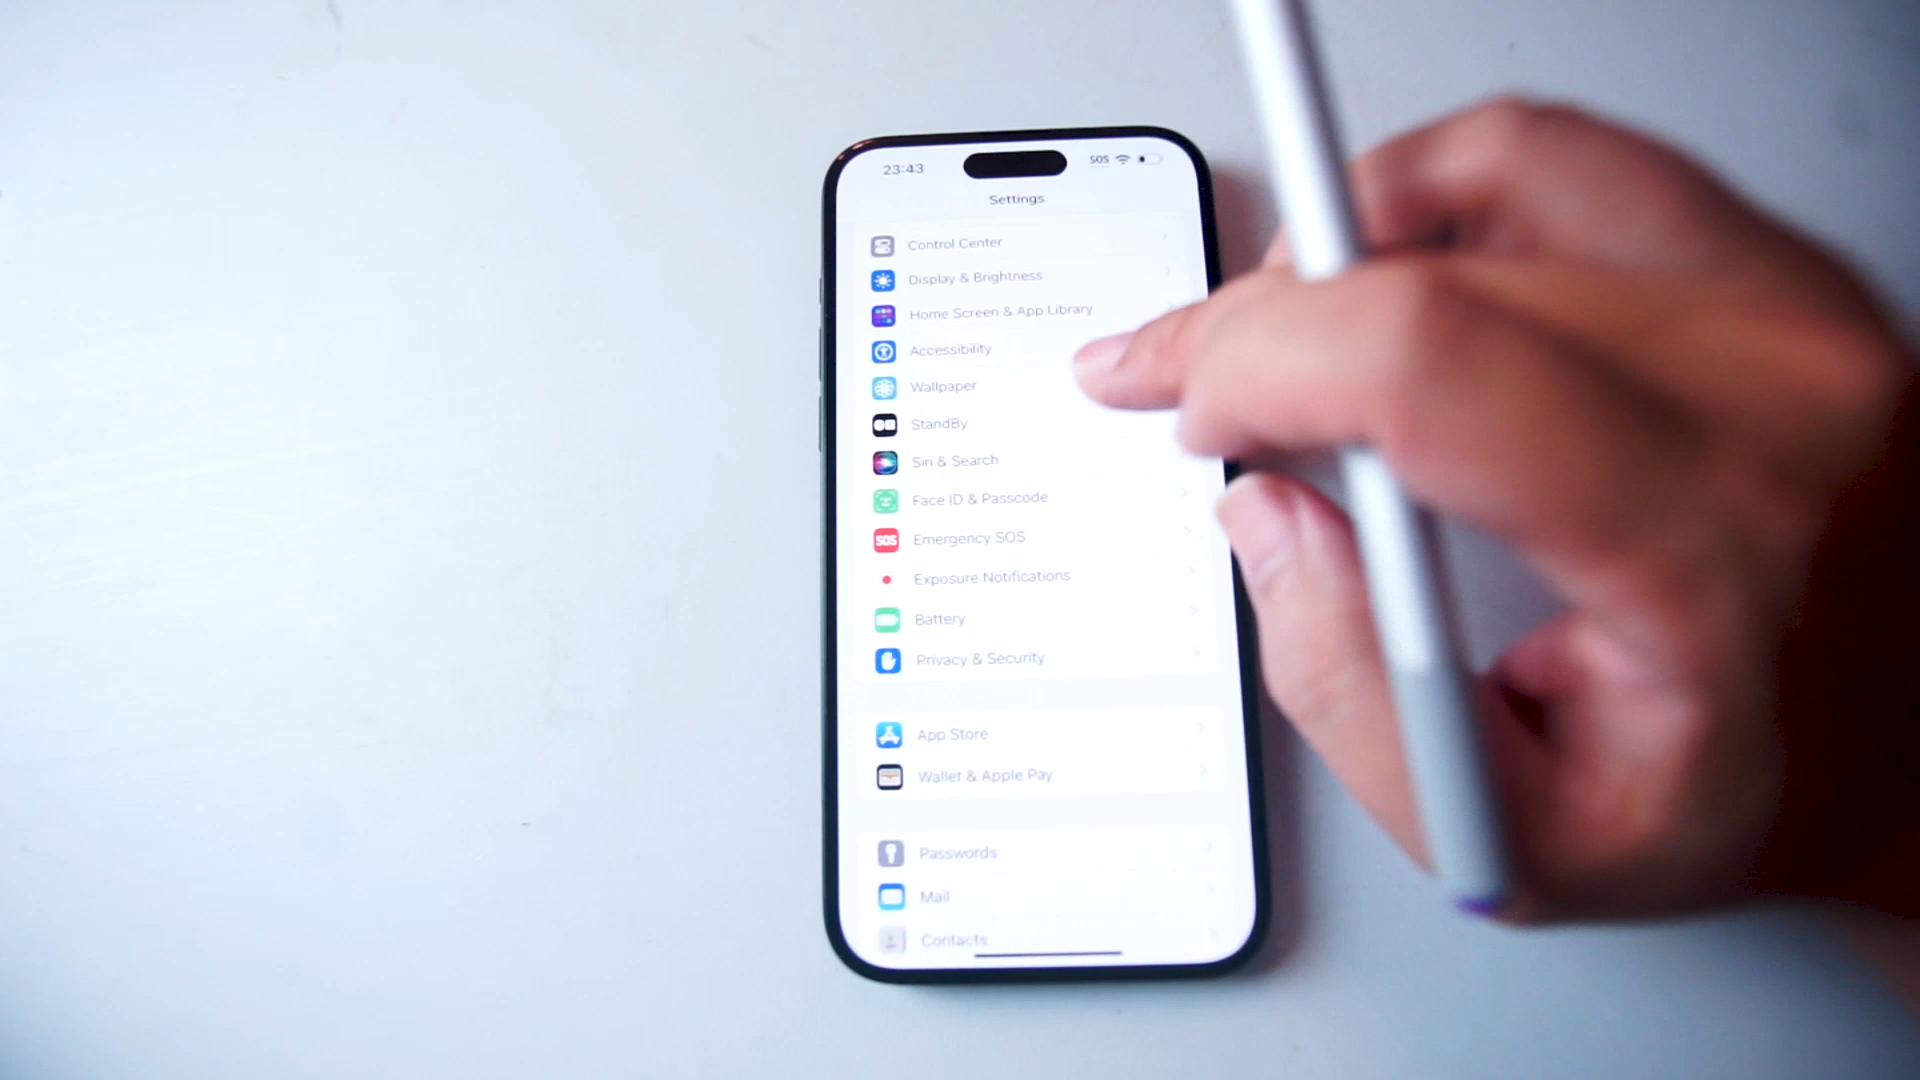 23:43 SOS
Settings
Control Center
Display & Brightness
Home Screen & App Library
Accessibility
Wallpaper
StandBy
Siri & Search
Face ID & Passcode
SOS Emergency SOS
Exposure Notifications
Battery
Privacy & Security
App Store
Wallet & Apple Pay
Passwords
Mail
Contacts